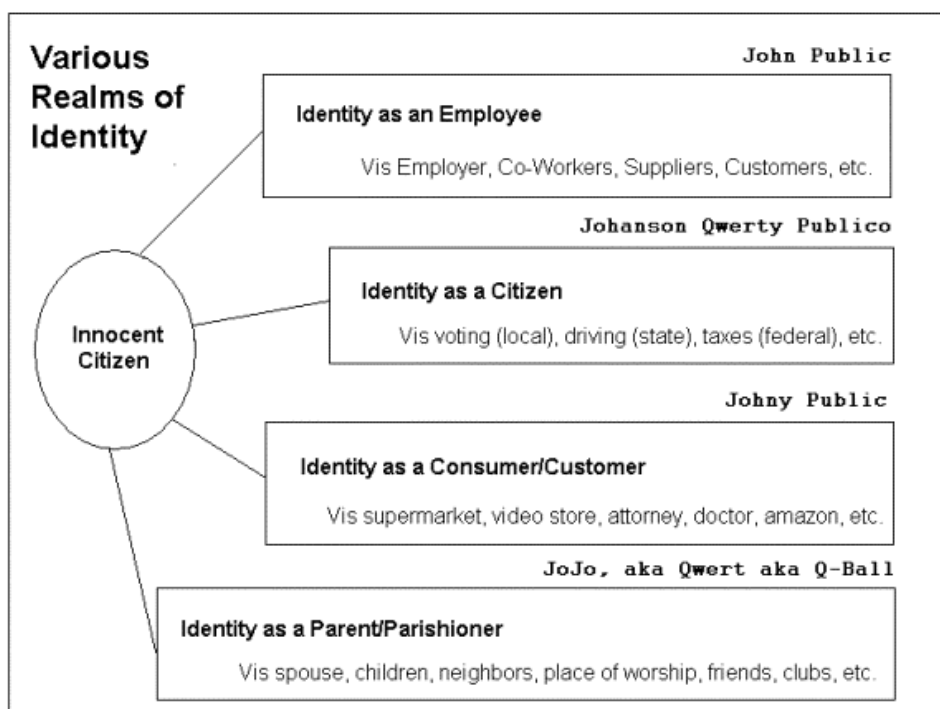 Various
Realms of
Identity
John Public
Identity as an Employee
Vis Employer, Co-Workers, Suppliers, Customers, etc.
Johanson Qwerty Publico
Identity as a Citizen
Vis voting (local), driving (state), taxes (federal), etc.
Innocent
Citizen
Johny Public
Identity as a Consumer/Customer
Vis supermarket, video store, attorney, doctor, amazon, etc.
JoJo, aka Qwert aka Q-Ball
Identity as a Parent/Parishioner
Vis spouse, children, neighbors, place of worship, friends, clubs, etc.